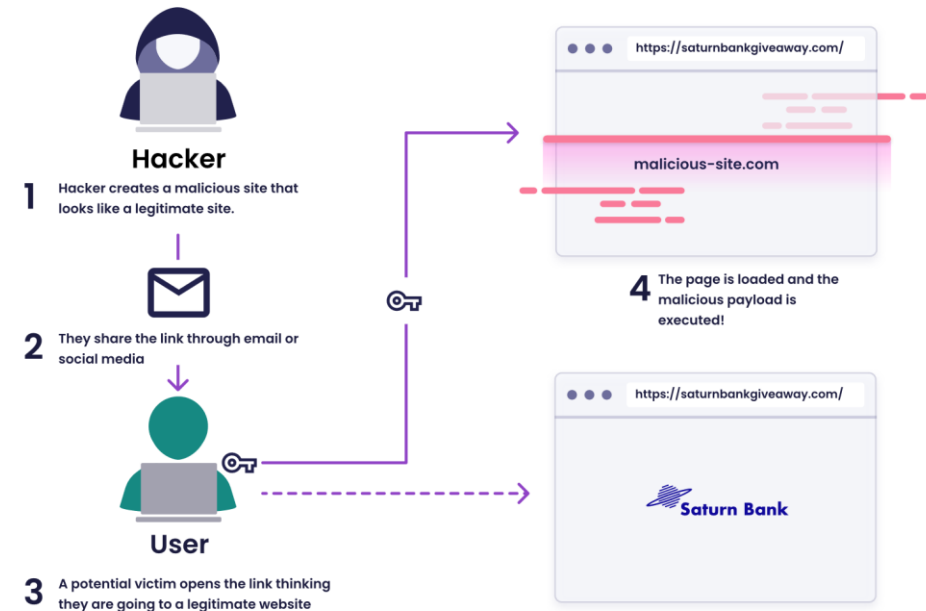 Hacker
1
Hacker creates a malicious site that
looks like a legitimate site.
2
They share the link through email or
social media
User
3
A potential victim opens the link thinking
they are going to a legitimate website
https://saturnbankgiveaway.com/
malicious-site.com
4
The page is loaded and the
malicious payload is
executed!
https://saturnbankgiveaway.com/
Saturn Bank